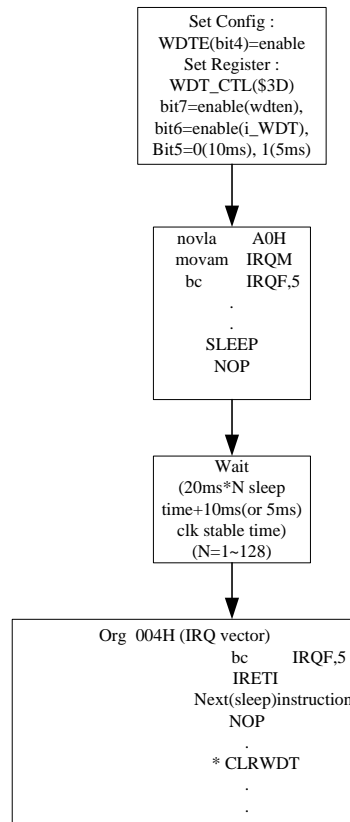 Set Config :
WDTE(bit4)=enable
Set Register :
WDT_CTL($3D)
bit7=enable(wdten),
bit6=enable(i_WDT),
Bit5=0(10ms), 1(5ms)
novla A0H
movam IRQM
bc IRQF,5
.
.
SLEEP
NOP
Wait
(20ms*N sleep
time+10ms(or 5ms)
clk stable time)
(N=1~128)
Org 004H (IRQ vector)
bc IRQF,5
IRETI
Next(sleep)instruction
NOP
.
* CLRWDT
.
.